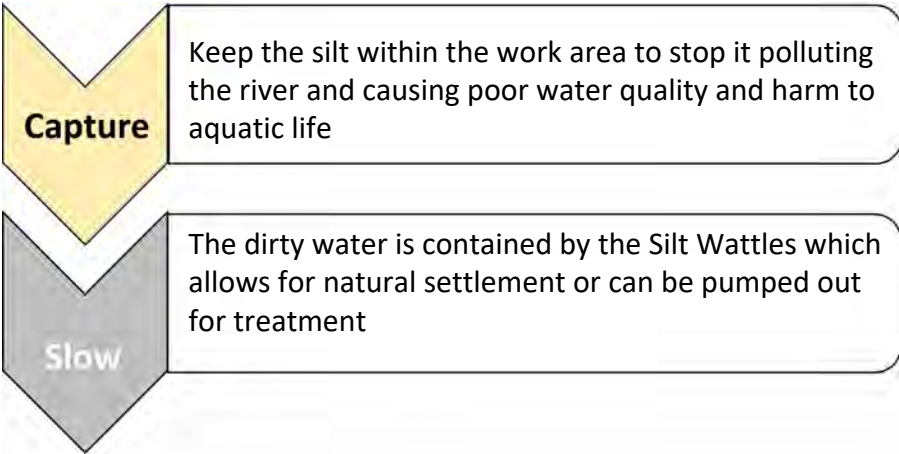 Capture
Keep the silt within the work area to stop it polluting
the river and causing poor water quality and harm to
aquatic life
Slow
The dirty water is contained by the Silt Wattles which
allows for natural settlement or can be pumped out
for treatment